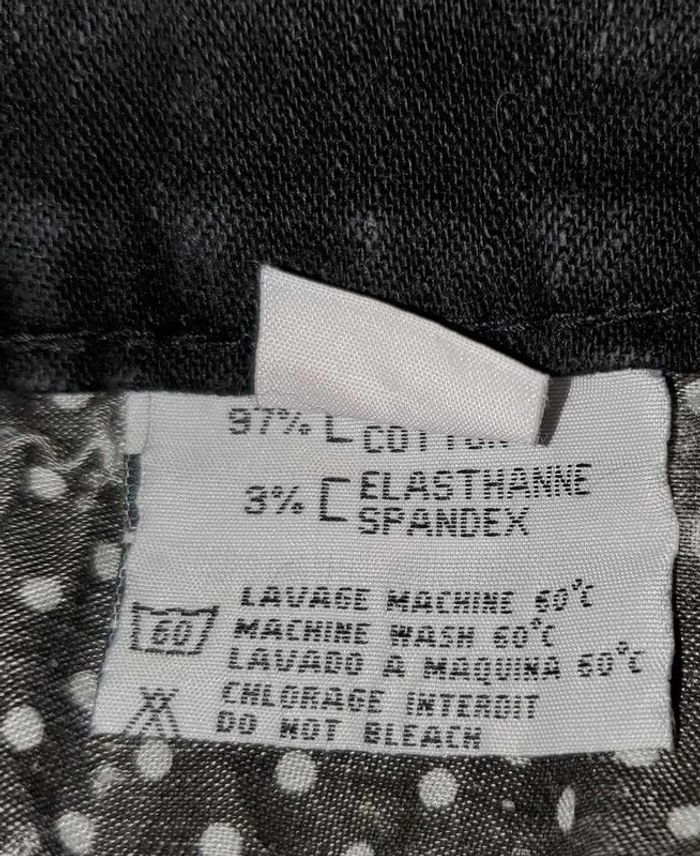 97% COTTON
3% ELASTHANNE
SPANDEX
LAVAGE MACHINE 60°C
60 MACHINE WASH 60°C
LAVADO A MAQUINA 60°C
CHLORAGE INTERDIT
DO NOT BLEACH